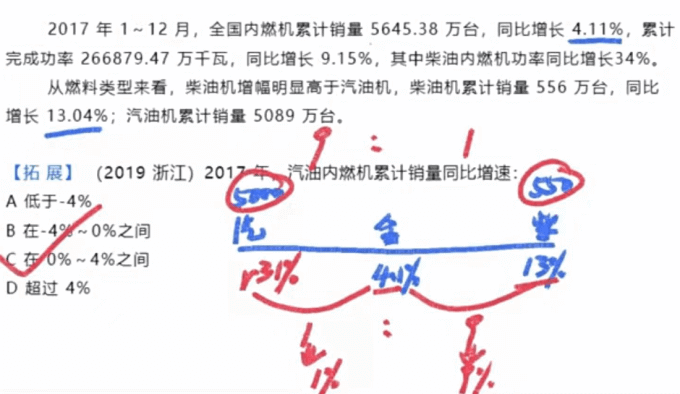 2017 年 1~12 月，全国内燃机累计销量 5645.38 万台，同比增长 4.11%，累计
完成功率 266879.47 万千瓦，同比增长 9.15%，其中柴油内燃机功率同比增长34%。
从燃料类型来看，柴油机增幅明显高于汽油机，柴油机累计销量 556 万台，同比
增长 13.04%；汽油机累计销量 5089 万台。
9 : 1
【拓 展】 (2019 浙江) 2017 年，汽油内燃机累计销量同比增速：
5000 550
A 低于-4%
B 在-4%~0%之间
汽 全 柴
C 在 0%~4%之间
r 3.1% 4.1% 13%
D 超过 4%
1 : 9
1% 9%